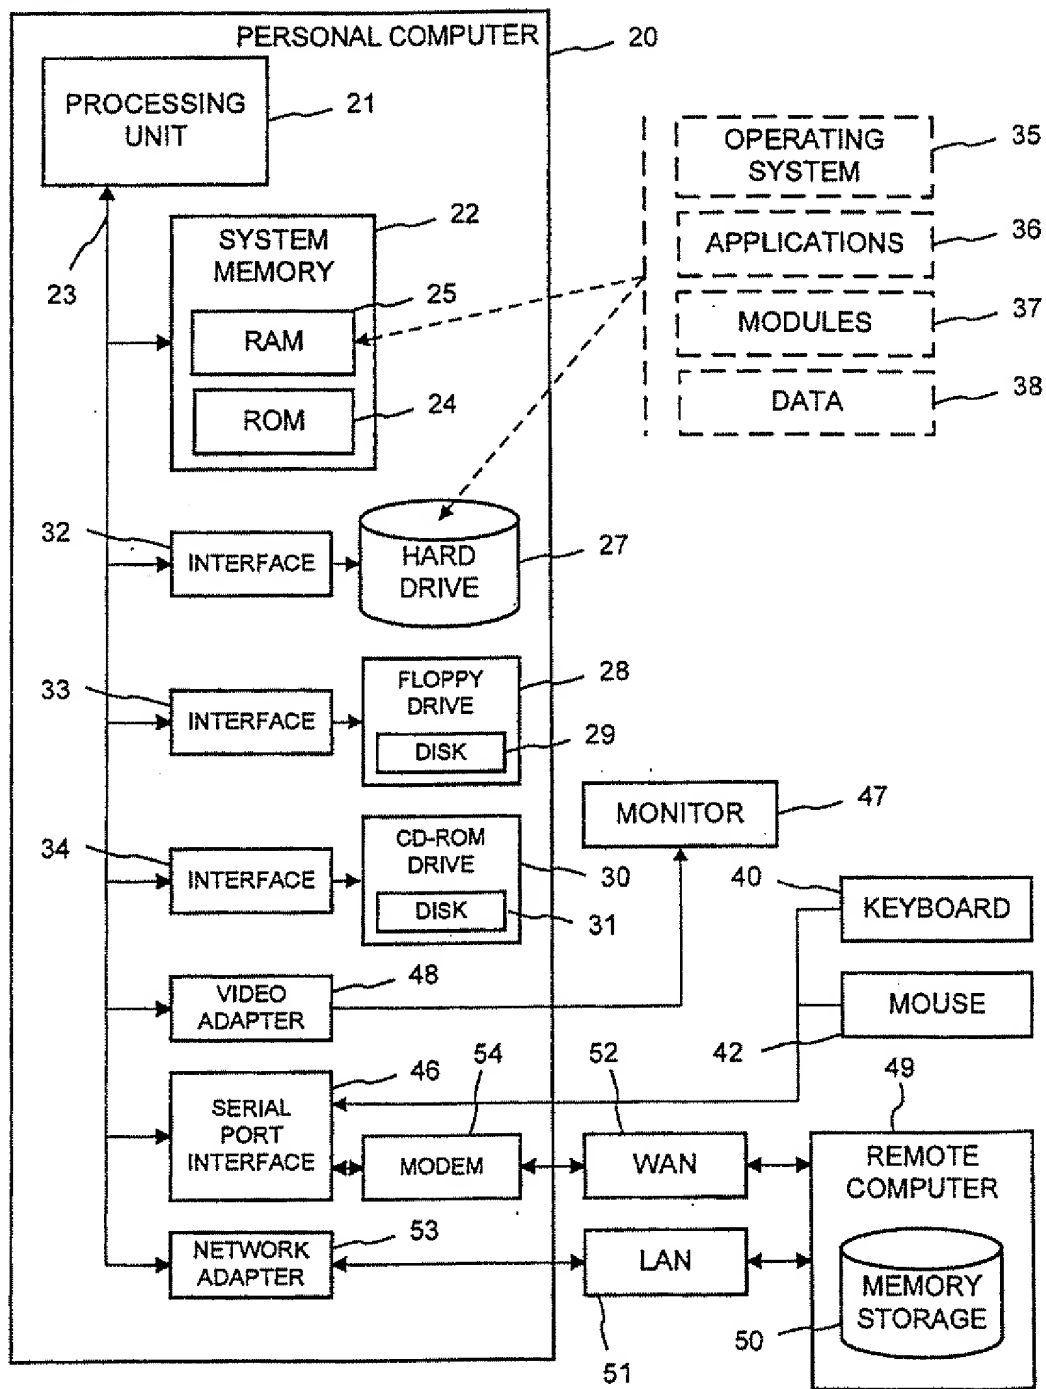 PERSONAL COMPUTER
20
PROCESSING
UNIT
21
23
SYSTEM
MEMORY
22
25
RAM
ROM
24
OPERATING
SYSTEM
35
APPLICATIONS
36
MODULES
37
DATA
38
32
INTERFACE
HARD
DRIVE
27
33
INTERFACE
FLOPPY
DRIVE
28
DISK
29
34
INTERFACE
CD-ROM
DRIVE
30
DISK
31
MONITOR
47
40
KEYBOARD
MOUSE
42
VIDEO
ADAPTER
48
46
SERIAL
PORT
INTERFACE
54
MODEM
52
WAN
49
REMOTE
COMPUTER
NETWORK
ADAPTER
53
LAN
51
MEMORY
STORAGE
50